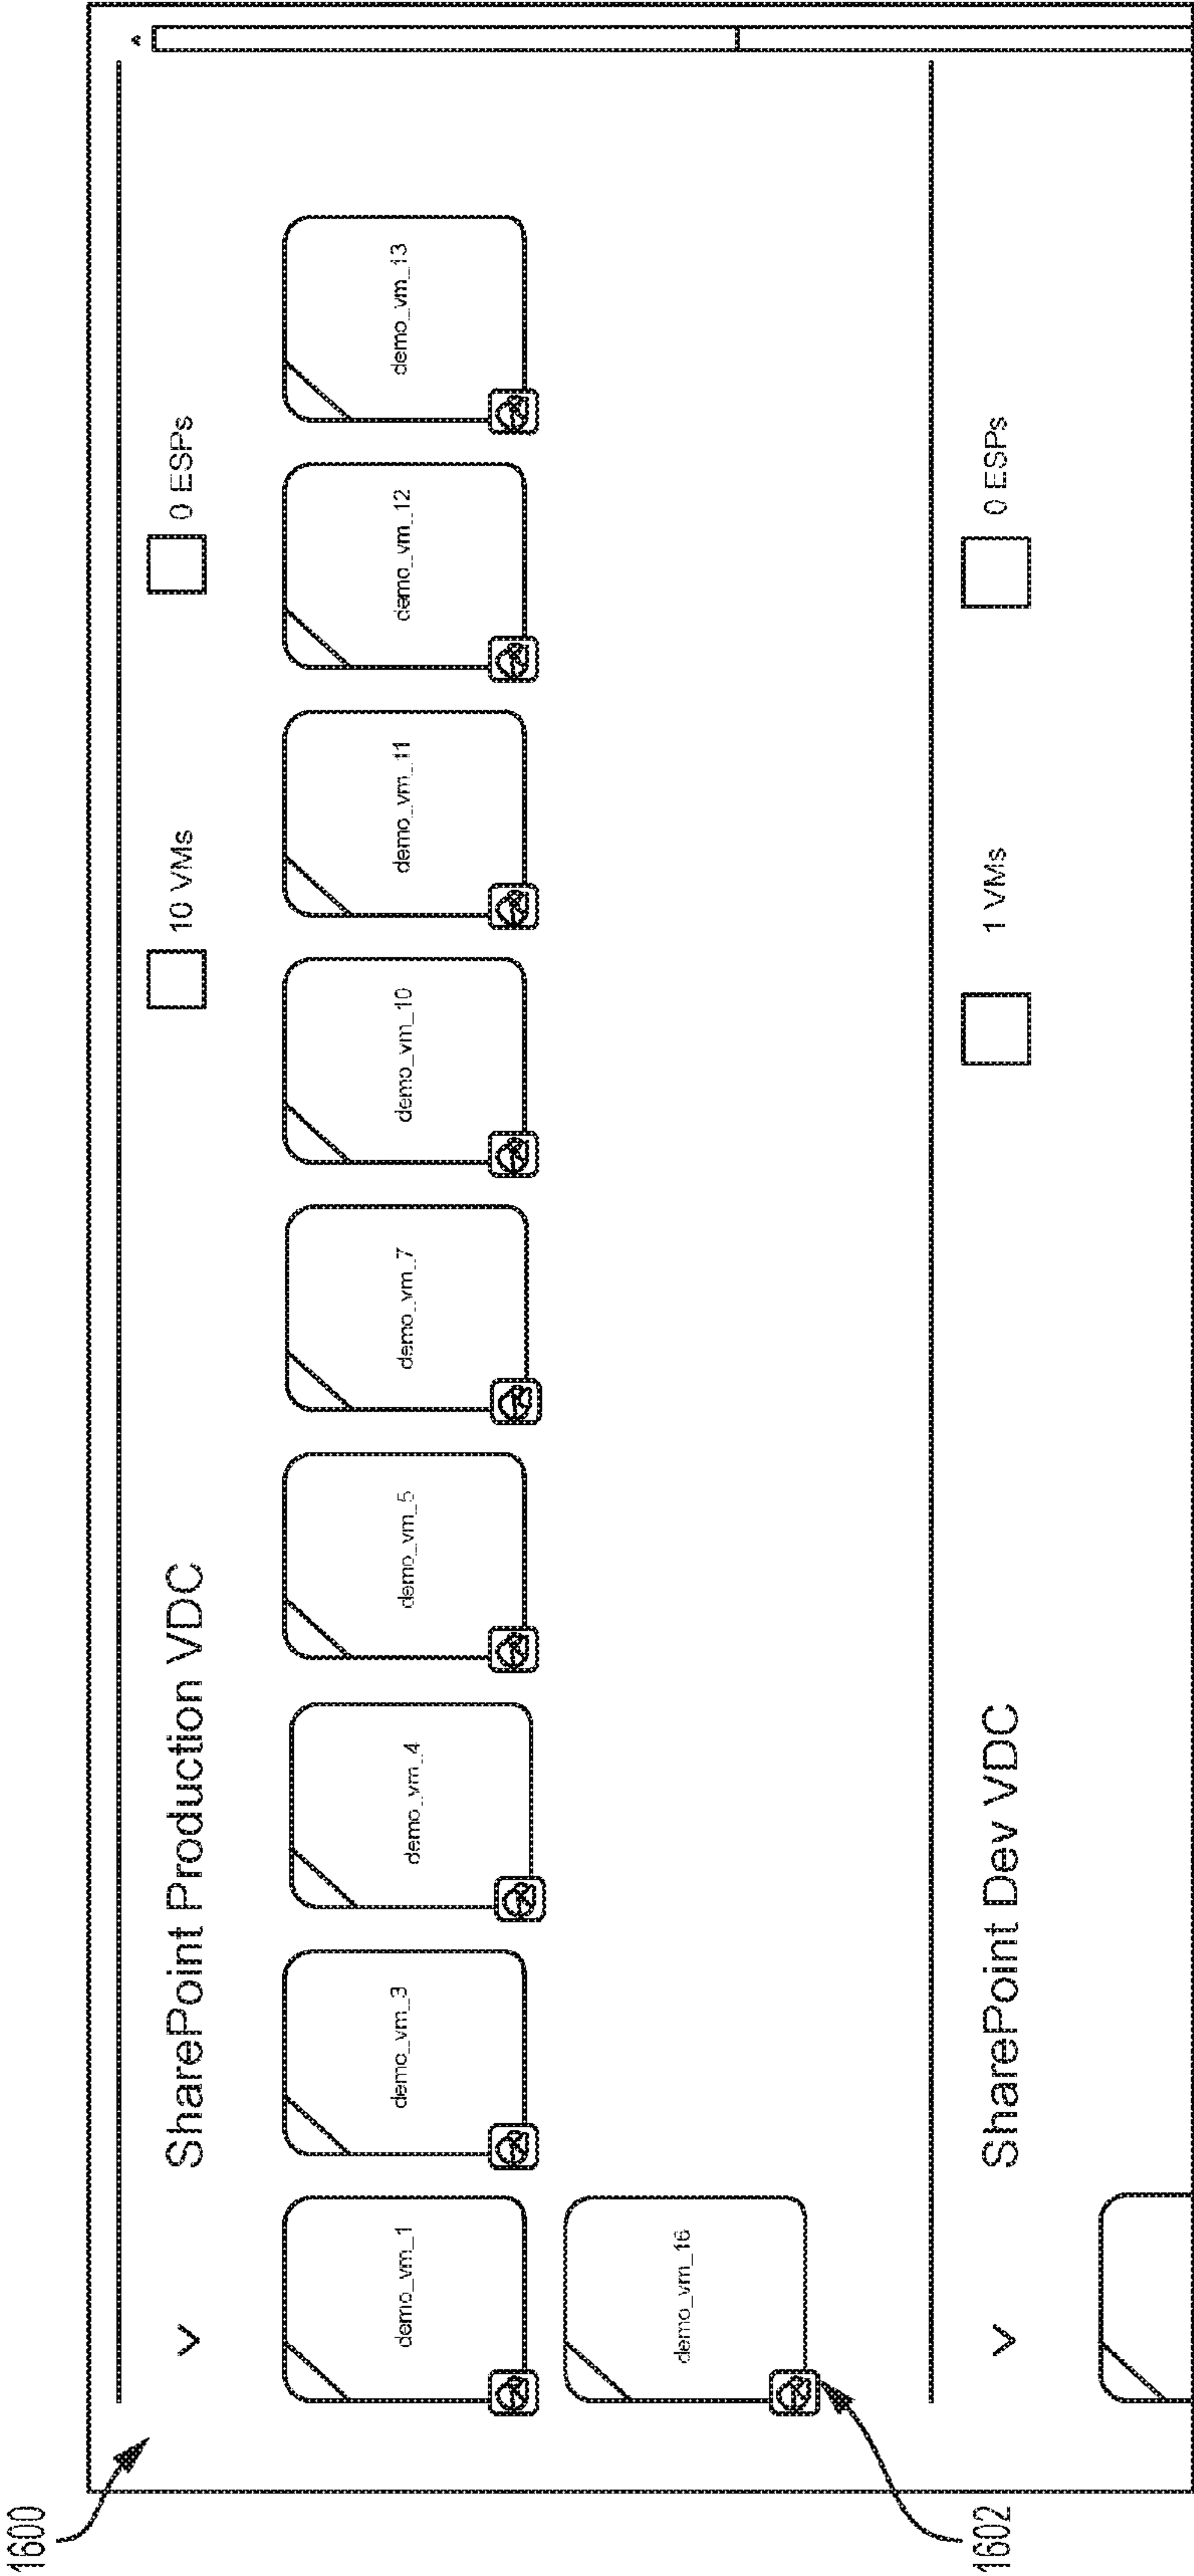 1600
SharePoint Production VDC 10 VMs 0 ESPs
demo_vm_1 demo_vm_3 demo_vm_4 demo_vm_5 demo_vm_7 demo_vm_10 demo_vm_11 demo_vm_12 demo_vm_13
demo_vm_16
1602
SharePoint Dev VDC 1 VMs 0 ESPs